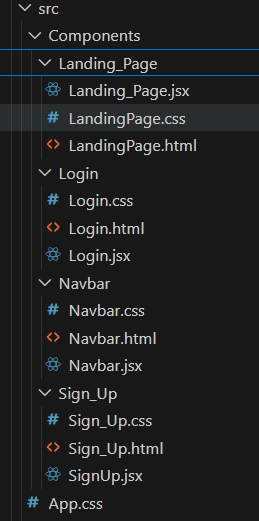 src
Components
Landing_Page
Landing_Page.jsx
# LandingPage.css
<> LandingPage.html
Login
# Login.css
<> Login.html
Login.jsx
Navbar
# Navbar.css
<> Navbar.html
Navbar.jsx
Sign_Up
# Sign_Up.css
<> Sign_Up.html
SignUp.jsx
# App.css